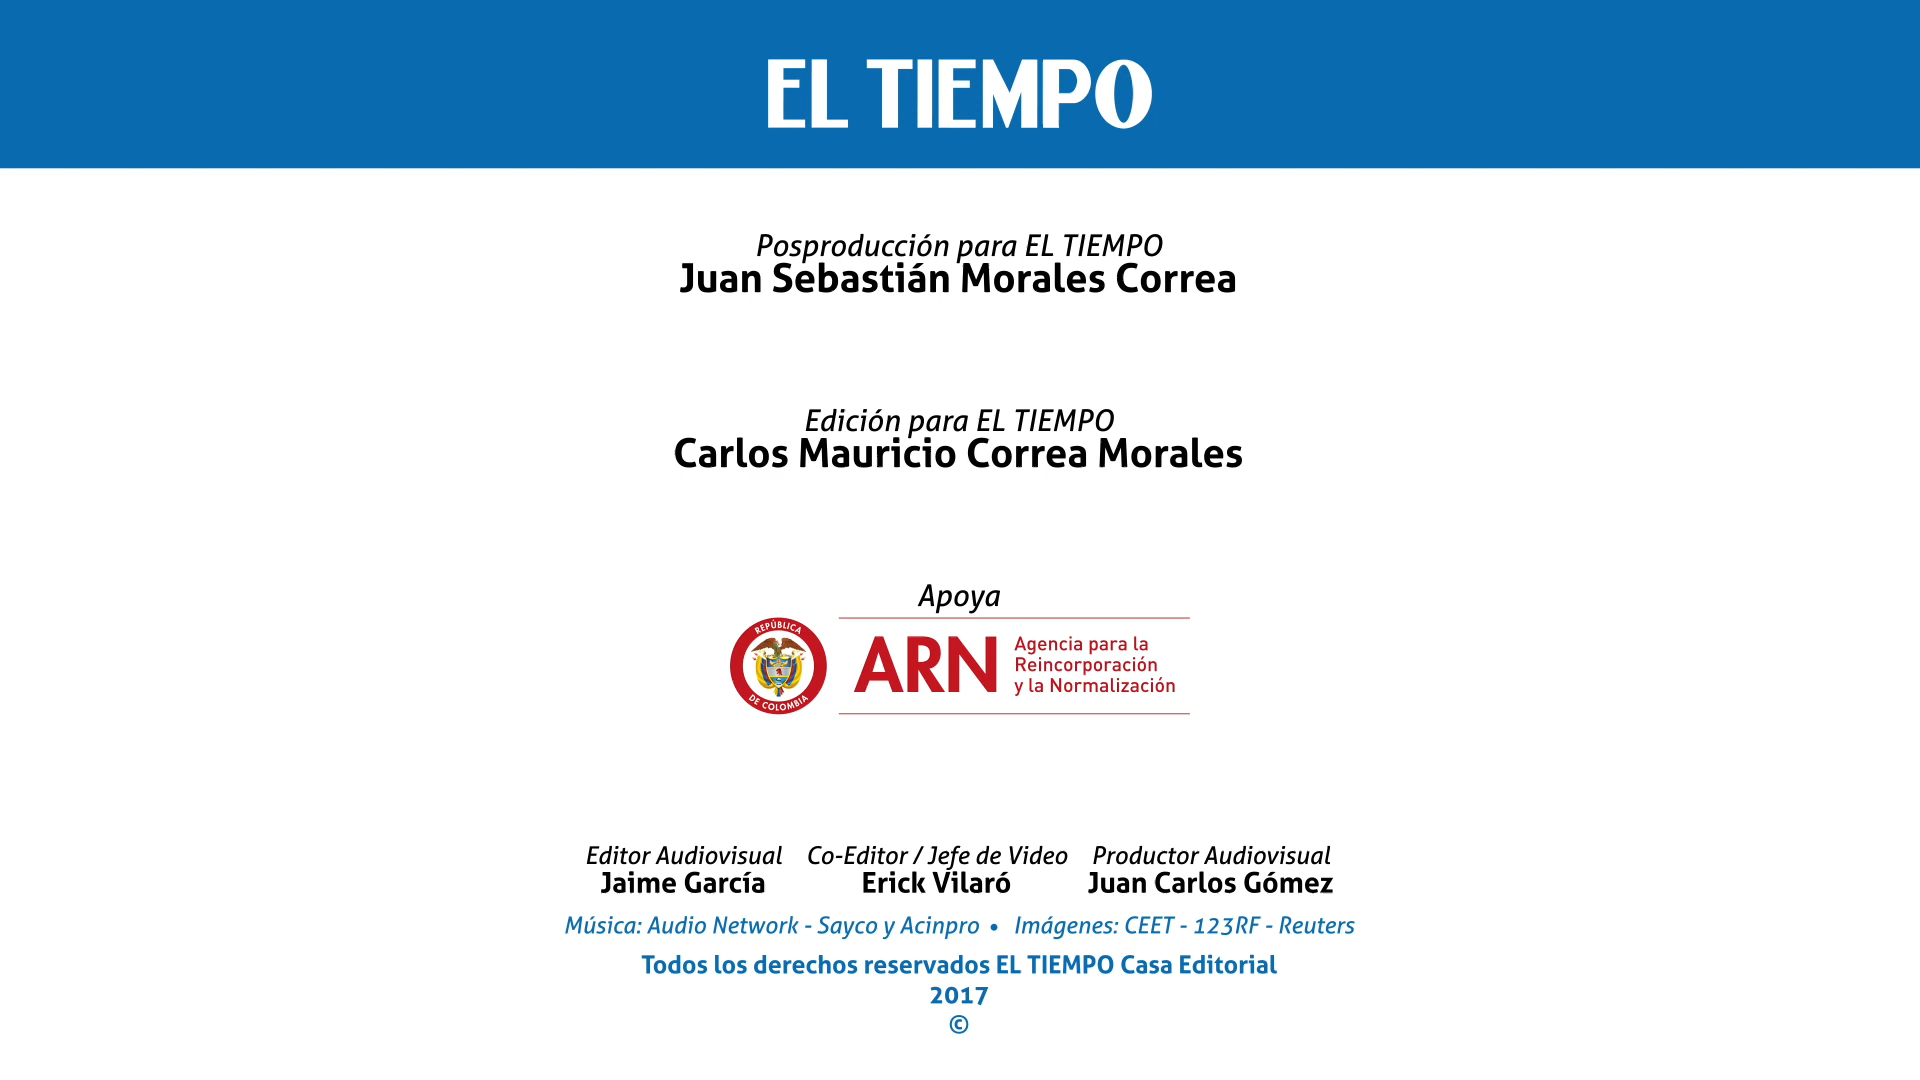 EL TIEMPO
Posproducción para EL TIEMPO
Juan Sebastián Morales Correa
Edición para EL TIEMPO
Carlos Mauricio Correa Morales
Apoya
REPÚBLICA
DE COLOMBIA
ARN
Agencia para la
Reincorporación
y la Normalización
Editor Audiovisual Co-Editor / Jefe de Video Productor Audiovisual
Jaime García Erick Vilaró Juan Carlos Gómez
Música: Audio Network - Sayco y Acinpro • Imágenes: CEET - 123RF - Reuters
Todos los derechos reservados EL TIEMPO Casa Editorial
2017
©